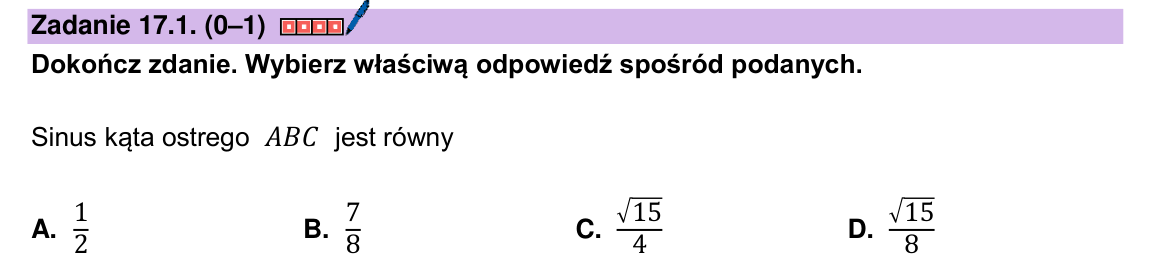 Zadanie 17.1. (0–1)
Dokończ zdanie. Wybierz właściwą odpowiedź spośród podanych.
Sinus kąta ostrego ABC jest równy
A. 1/2 B. 7/8 C. √15/4 D. √15/8